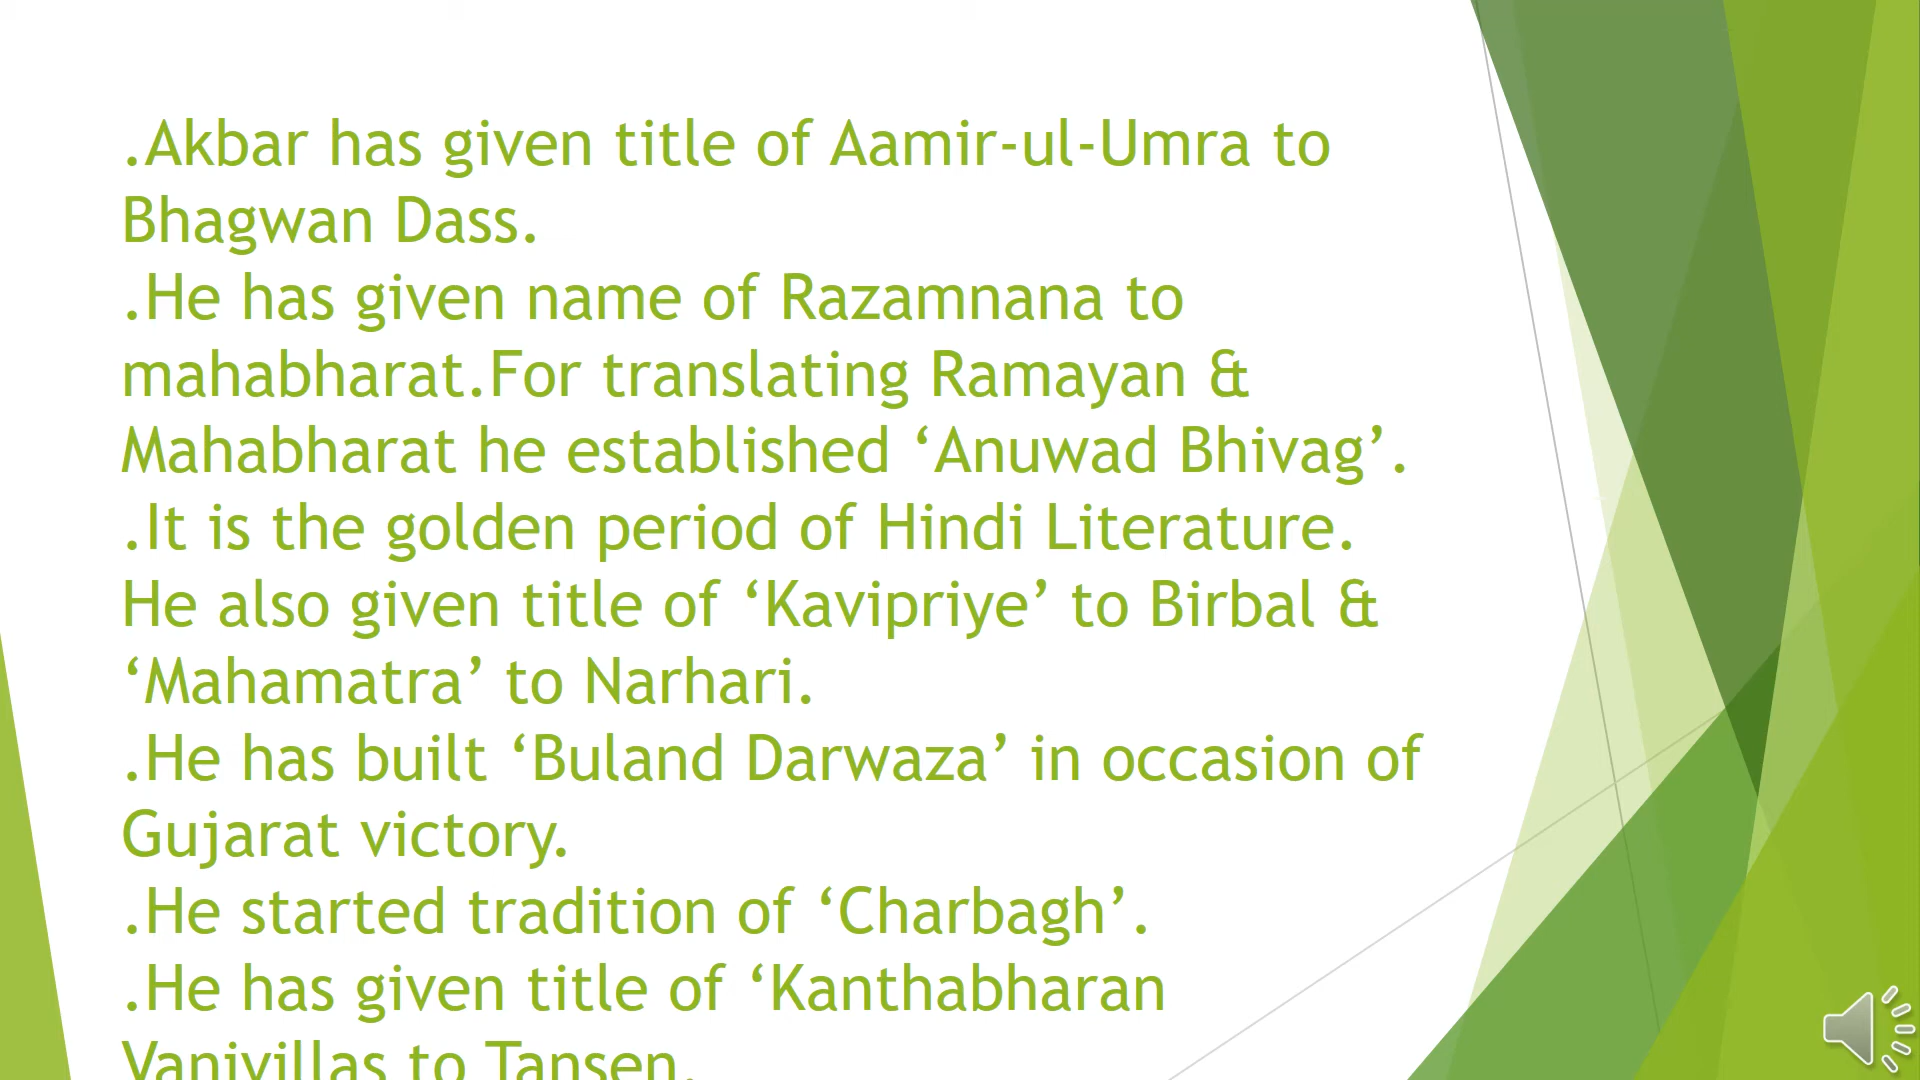 .Akbar has given title of Aamir-ul-Umra to
Bhagwan Dass.
.He has given name of Razamnana to
mahabharat.For translating Ramayan &
Mahabharat he established ‘Anuwad Bhivag’.
.It is the golden period of Hindi Literature.
He also given title of ‘Kavipriye’ to Birbal &
‘Mahamatra’ to Narhari.
.He has built ‘Buland Darwaza’ in occasion of
Gujarat victory.
.He started tradition of ‘Charbagh’.
.He has given title of ‘Kanthabharan
Vanivillas to Tansen.